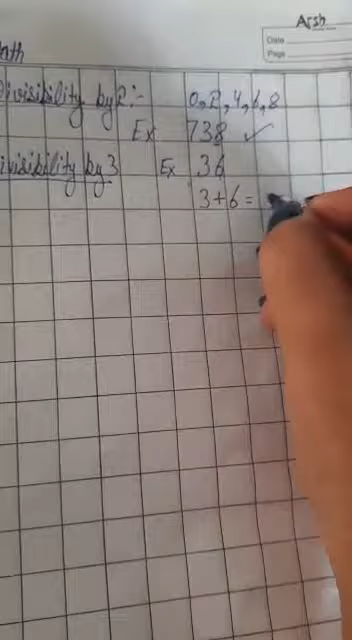 Arsh
Date
Page
ath
Divisibility by 2:- 0, 2, 4, 6, 8
Ex 738 ✓
ivisibility by 3 Ex 36
3+6=